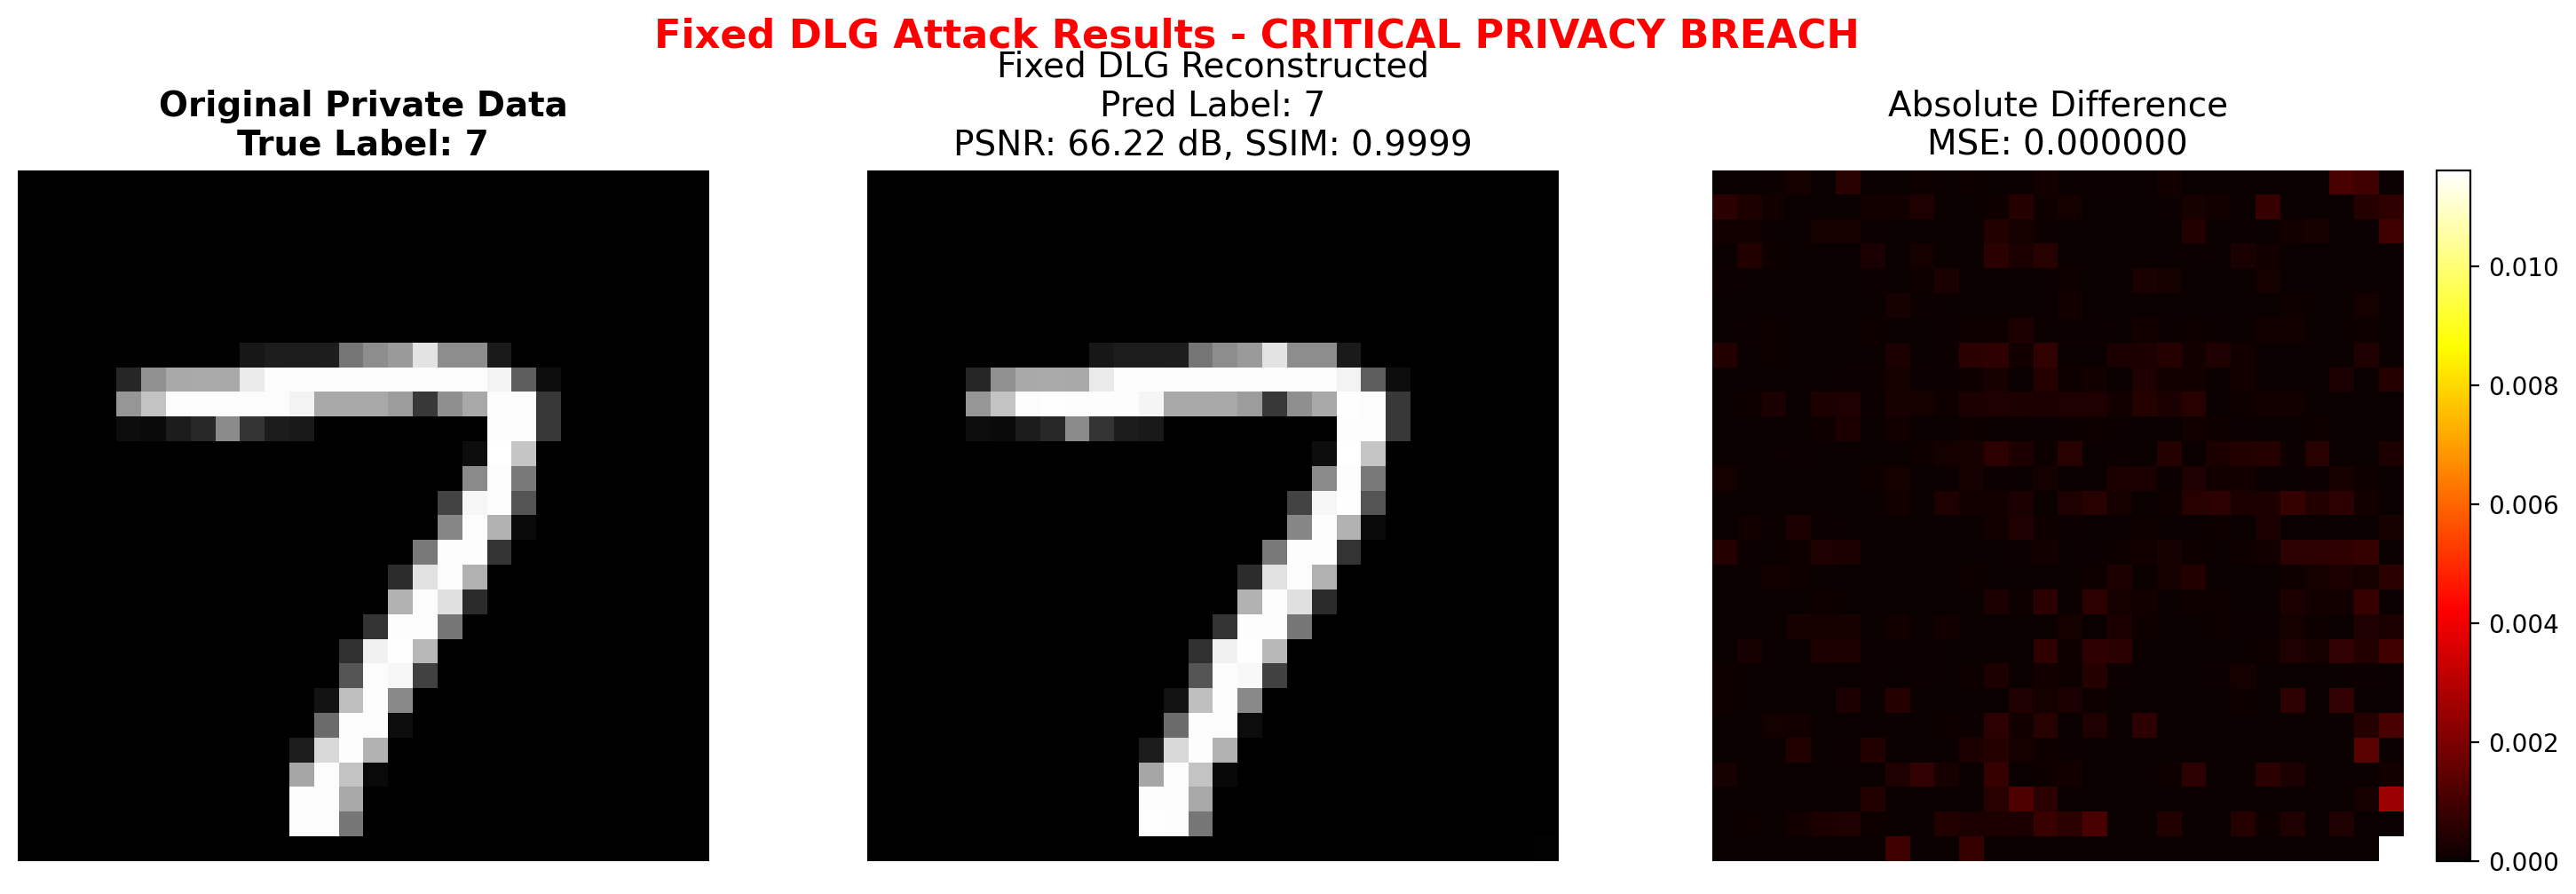 Fixed DLG Attack Results - CRITICAL PRIVACY BREACH
Original Private Data
True Label: 7
Fixed DLG Reconstructed
Pred Label: 7
PSNR: 66.22 dB, SSIM: 0.9999
Absolute Difference
MSE: 0.000000
7
7
0.010
0.008
0.006
0.004
0.002
0.000